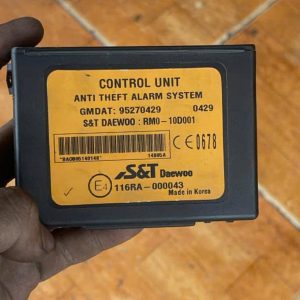 CONTROL UNIT
ANTI THEFT ALARM SYSTEM
GMDAT: 95270429 0429
S&T DAEWOO : RM0-10D001
CE 0678
14805A
S&T Daewoo
E4 116RA-000043
Made in Korea